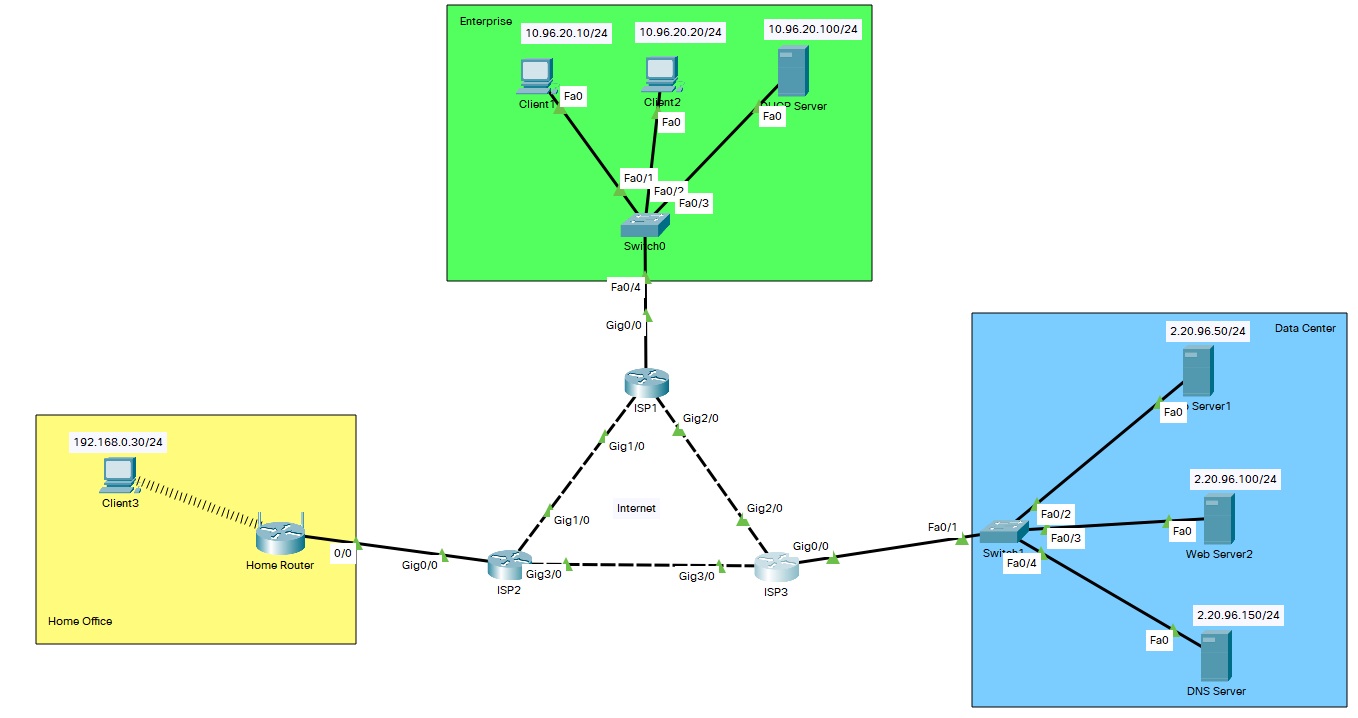 Enterprise
10.96.20.10/24
10.96.20.20/24
10.96.20.100/24
Client1
Client2
Server
Fa0
Fa0
Fa0
Fa0/1
Fa0/2
Fa0/3
Switch0
Fa0/4
Gig0/0
ISP1
Gig1/0
Gig2/0
Internet
Gig1/0
Gig2/0
192.168.0.30/24
Client3
Home Router
0/0
Home Office
Gig0/0
ISP2
Gig3/0
Gig3/0
ISP3
Gig0/0
Data Center
2.20.96.50/24
Server1
Fa0
2.20.96.100/24
Fa0
Web Server2
Fa0/1
Switch1
Fa0/2
Fa0/3
Fa0/4
2.20.96.150/24
Fa0
DNS Server